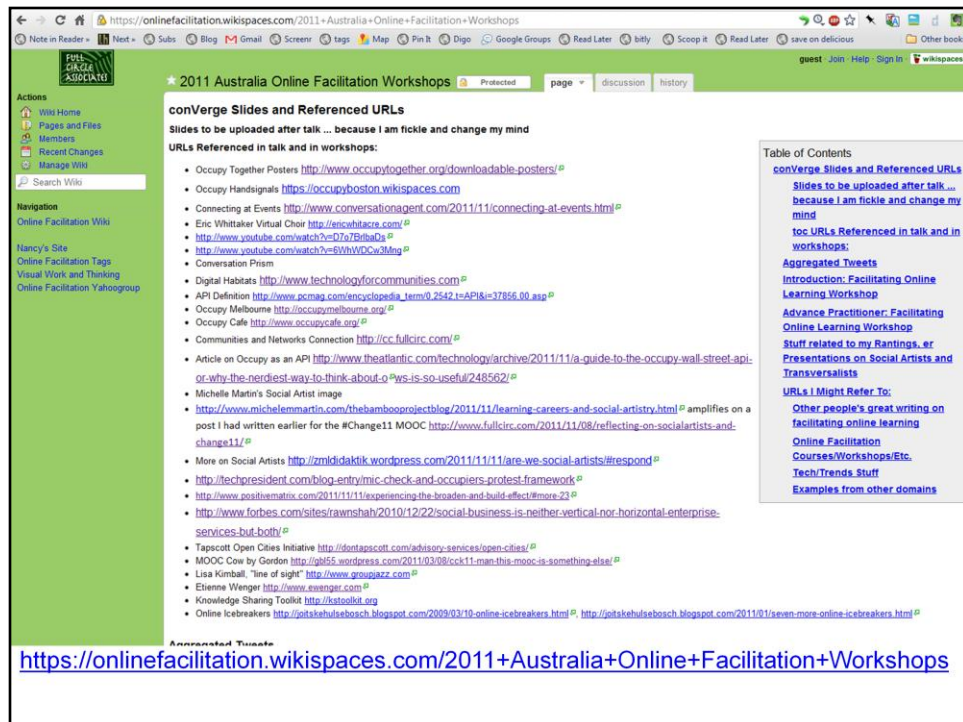 https://onlinefacilitation.wikispaces.com/2011+Australia+Online+Facilitation+Workshops
Note in Reader » Next » Subs Blog Gmail Screenr tags Map Pin It Digo Google Groups Read Later bitly Scoop it Read Later save on delicious Other book
guest · Join · Help · Sign In · wikispaces
FULL CIRCLE ASSOCIATES
Actions
Wiki Home
Pages and Files
Members
Recent Changes
Manage Wiki
Search Wiki
Navigation
Online Facilitation Wiki
Nancy's Site
Online Facilitation Tags
Visual Work and Thinking
Online Facilitation Yahoogroup
2011 Australia Online Facilitation Workshops Protected page discussion history
conVerge Slides and Referenced URLs
Slides to be uploaded after talk ... because I am fickle and change my mind
URLs Referenced in talk and in workshops:
• Occupy Together Posters http://www.occupytogether.org/downloadable-posters/
• Occupy Handsignals https://occupyboston.wikispaces.com
• Connecting at Events http://www.conversationagent.com/2011/11/connecting-at-events.html
• Eric Whittaker Virtual Choir http://ericwhitacre.com/
• http://www.youtube.com/watch?v=D7o7BrlbaDs
• http://www.youtube.com/watch?v=6WhWDCw3Mng
• Conversation Prism
• Digital Habitats http://www.technologyforcommunities.com
• API Definition http://www.pcmag.com/encyclopedia_term/0,2542,t=API&i=37856,00.asp
• Occupy Melbourne http://occupymelbourne.org/
• Occupy Cafe http://www.occupycafe.org/
• Communities and Networks Connection http://cc.fullcirc.com/
• Article on Occupy as an API http://www.theatlantic.com/technology/archive/2011/11/a-guide-to-the-occupy-wall-street-api-
or-why-the-nerdiest-way-to-think-about-o ws-is-so-useful/248562/
• Michelle Martin's Social Artist image
• http://www.michelemmartin.com/thebambooprojectblog/2011/11/learning-careers-and-social-artistry.html amplifies on a
post I had written earlier for the #Change11 MOOC http://www.fullcirc.com/2011/11/08/reflecting-on-socialartists-and-
change11/
• More on Social Artists http://zmldidaktik.wordpress.com/2011/11/11/are-we-social-artists/#respond
• http://techpresident.com/blog-entry/mic-check-and-occupiers-protest-framework
• http://www.positivematrix.com/2011/11/11/experiencing-the-broaden-and-build-effect/#more-23
• http://www.forbes.com/sites/rawnshah/2010/12/22/social-business-is-neither-vertical-nor-horizontal-enterprise-
services-but-both/
• Tapscott Open Cities Initiative http://dontapscott.com/advisory-services/open-cities/
• MOOC Cow by Gordon http://gbl55.wordpress.com/2011/03/08/cck11-man-this-mooc-is-something-else/
• Lisa Kimball, "line of sight" http://www.groupjazz.com
• Etienne Wenger http://www.ewenger.com
• Knowledge Sharing Toolkit http://kstoolkit.org
• Online Icebreakers http://joitskehulsebosch.blogspot.com/2009/03/10-online-icebreakers.html, http://joitskehulsebosch.blogspot.com/2011/01/seven-more-online-icebreakers.html
Aggregated Tweets
Table of Contents
conVerge Slides and Referenced URLs
Slides to be uploaded after talk ...
because I am fickle and change my
mind
toc URLs Referenced in talk and in
workshops:
Aggregated Tweets
Introduction: Facilitating Online
Learning Workshop
Advance Practitioner: Facilitating
Online Learning Workshop
Stuff related to my Rantings, er
Presentations on Social Artists and
Transversalists
URLs I Might Refer To:
Other people's great writing on
facilitating online learning
Online Facilitation
Courses/Workshops/Etc.
Tech/Trends Stuff
Examples from other domains
https://onlinefacilitation.wikispaces.com/2011+Australia+Online+Facilitation+Workshops